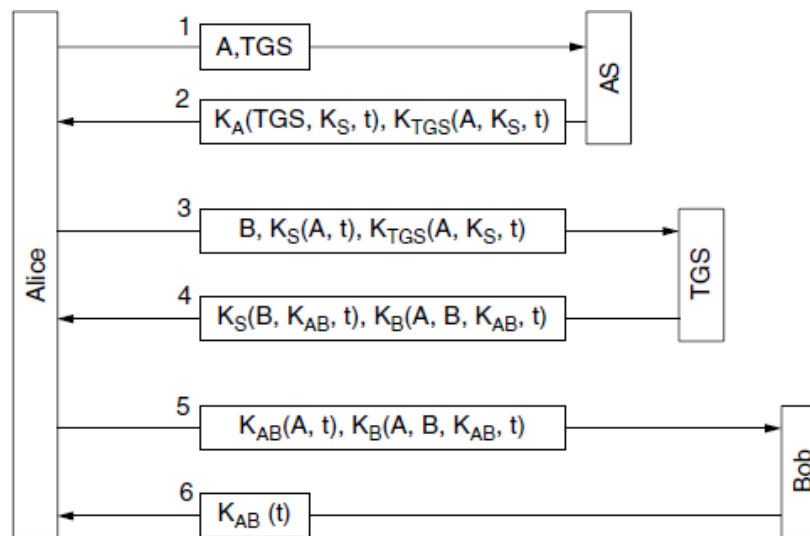 Alice
1
A,TGS
AS
2
K_A(TGS, K_S, t), K_TGS(A, K_S, t)
3
B, K_S(A, t), K_TGS(A, K_S, t)
TGS
4
K_S(B, K_AB, t), K_B(A, B, K_AB, t)
5
K_AB(A, t), K_B(A, B, K_AB, t)
Bob
6
K_AB (t)